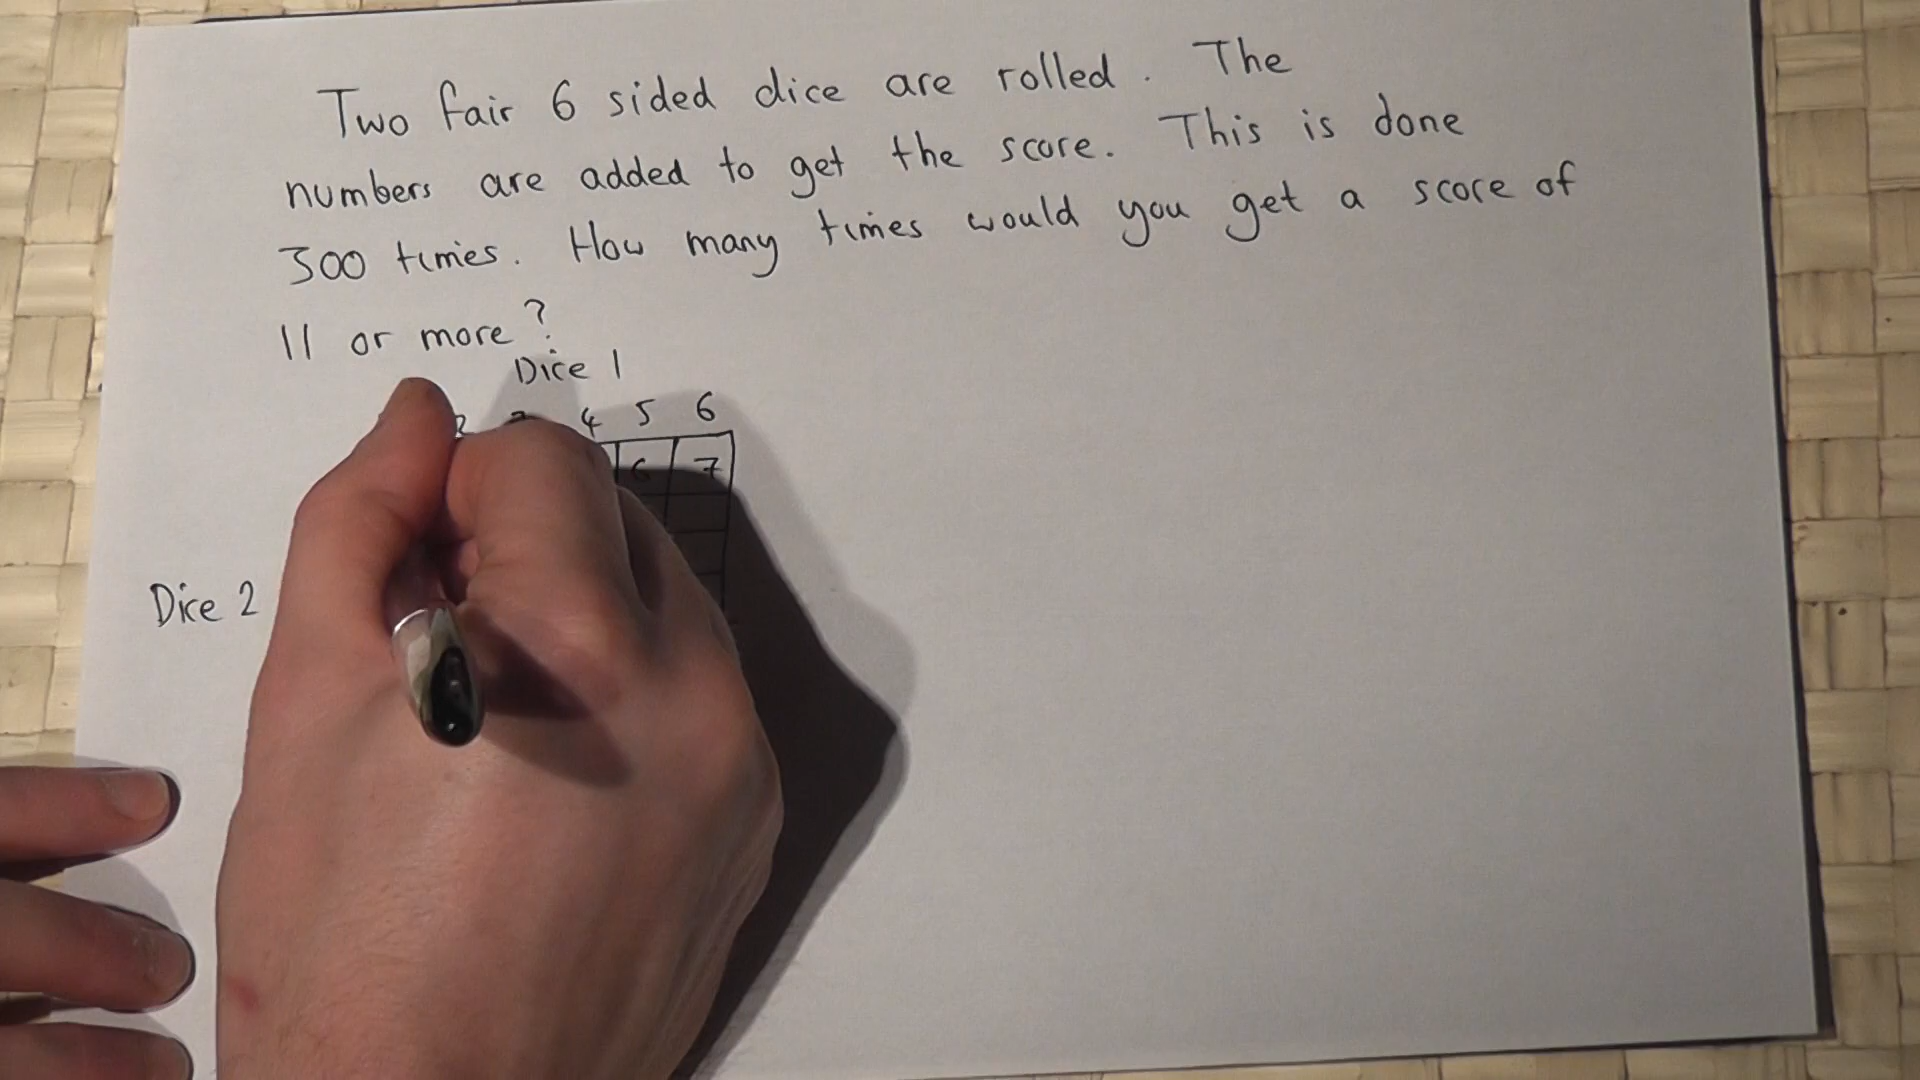 Two fair 6 sided dice are rolled. The
numbers are added to get the score. This is done
300 times. How many times would you get a score of
11 or more?
Dice 1
2 4 5 6
6 7
Dice 2